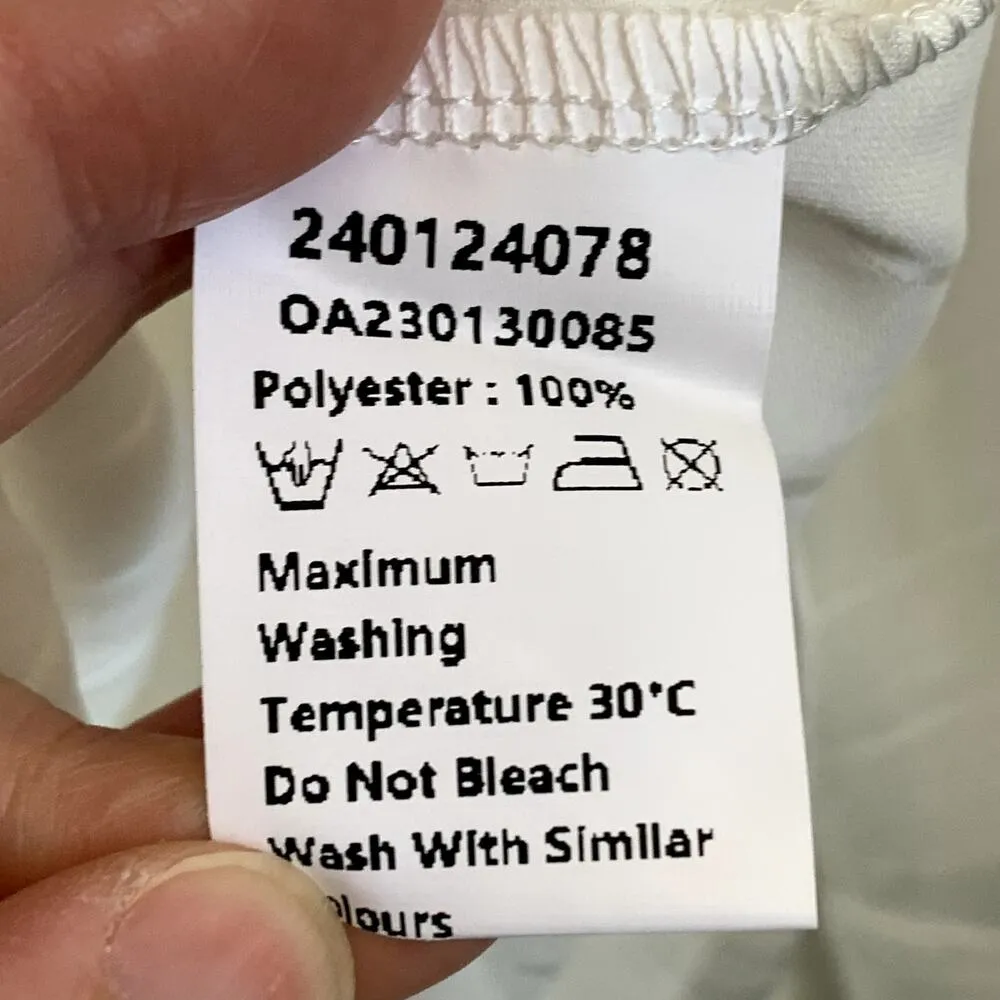 240124078
OA230130085
Polyester : 100%
Maximum
Washing
Temperature 30°C
Do Not Bleach
Wash With Similar